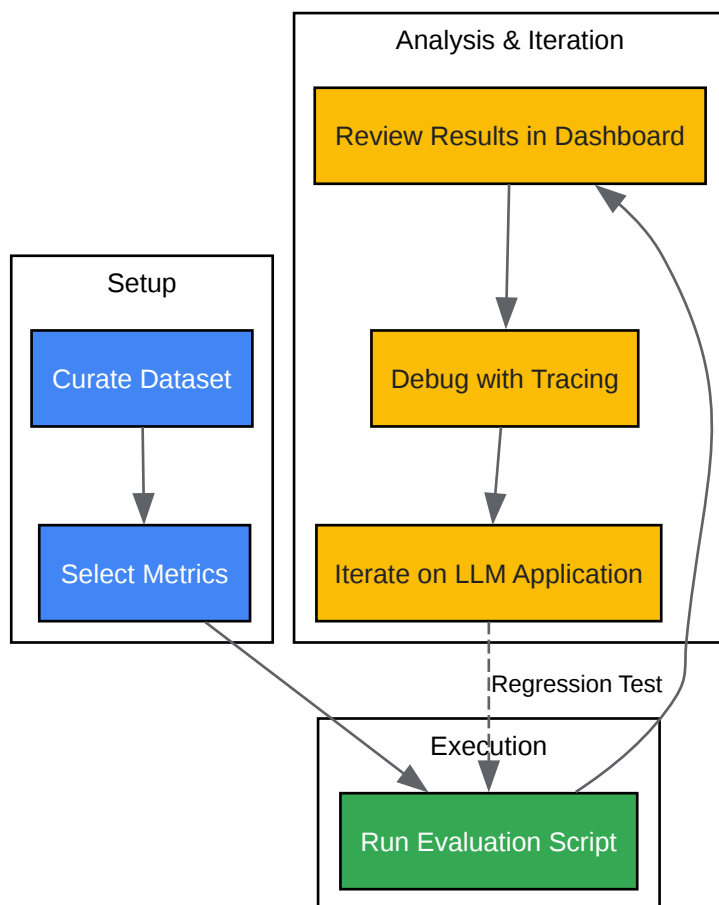 Analysis & Iteration
Review Results in Dashboard
Setup
Curate Dataset
Debug with Tracing
Select Metrics
Iterate on LLM Application
Regression Test
Execution
Run Evaluation Script